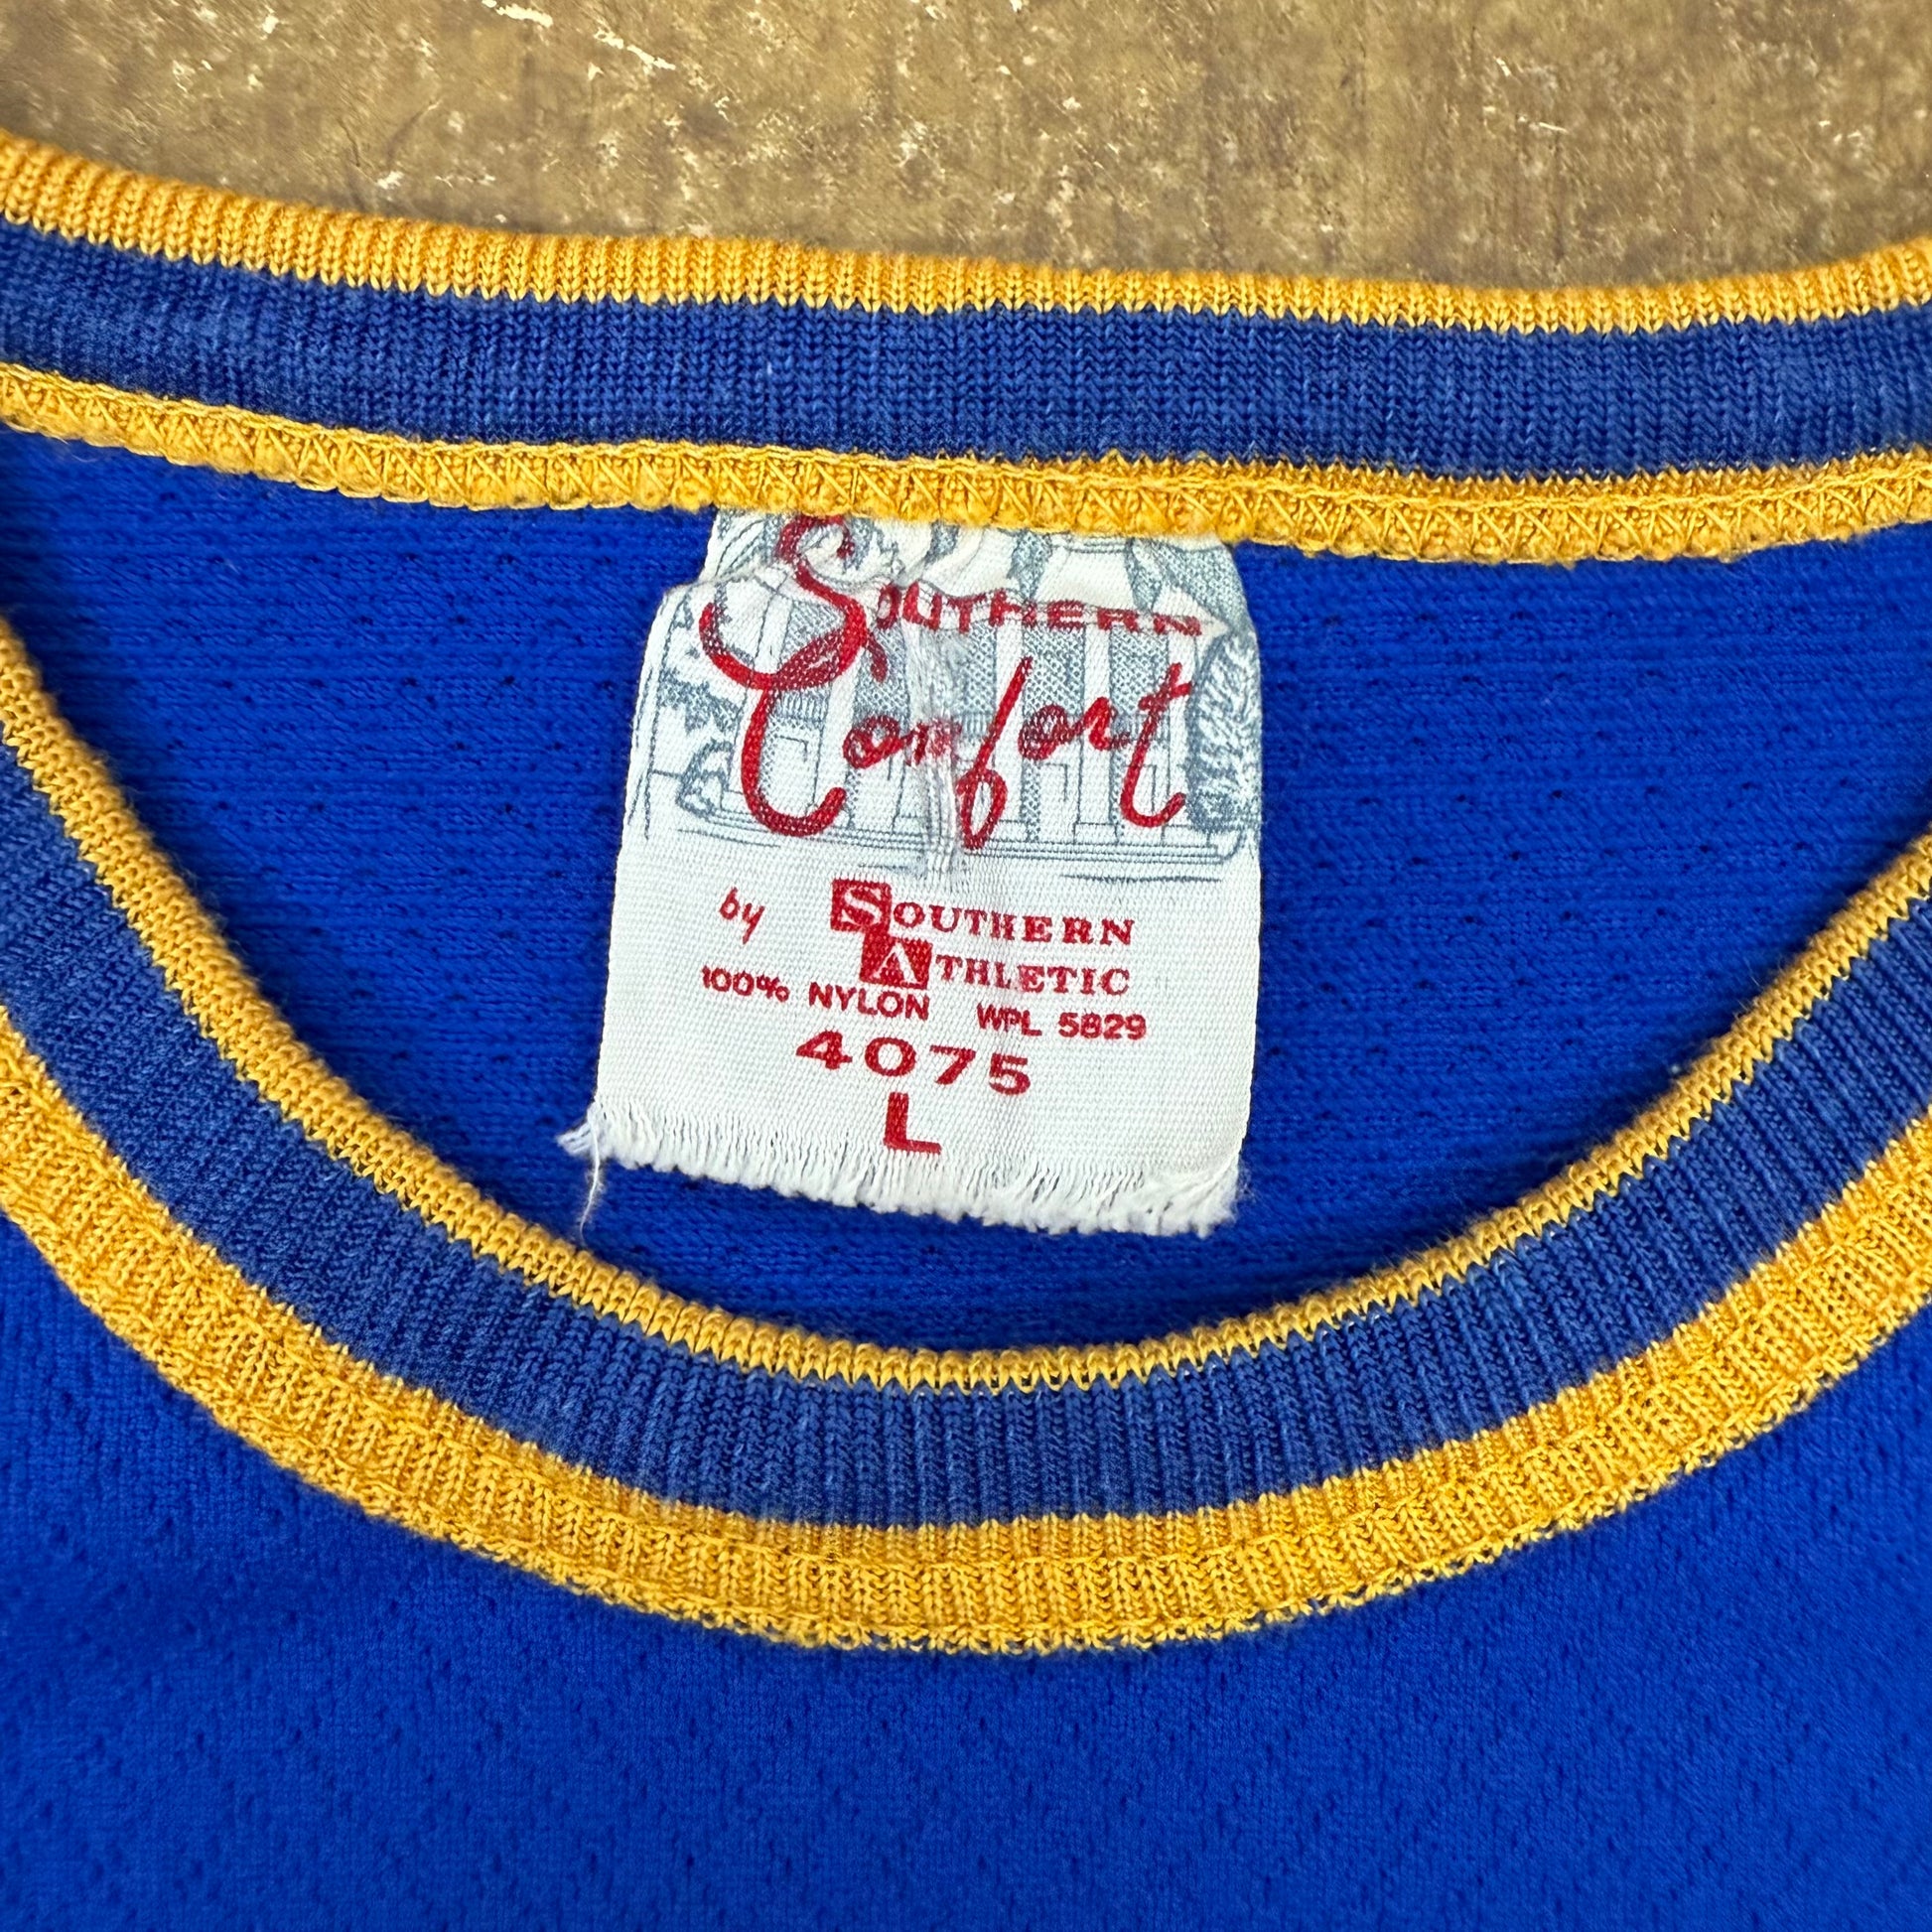 SOUTHERN
Comfort
by SOUTHERN
ATHLETIC
100% NYLON WPL 5829
4075
L